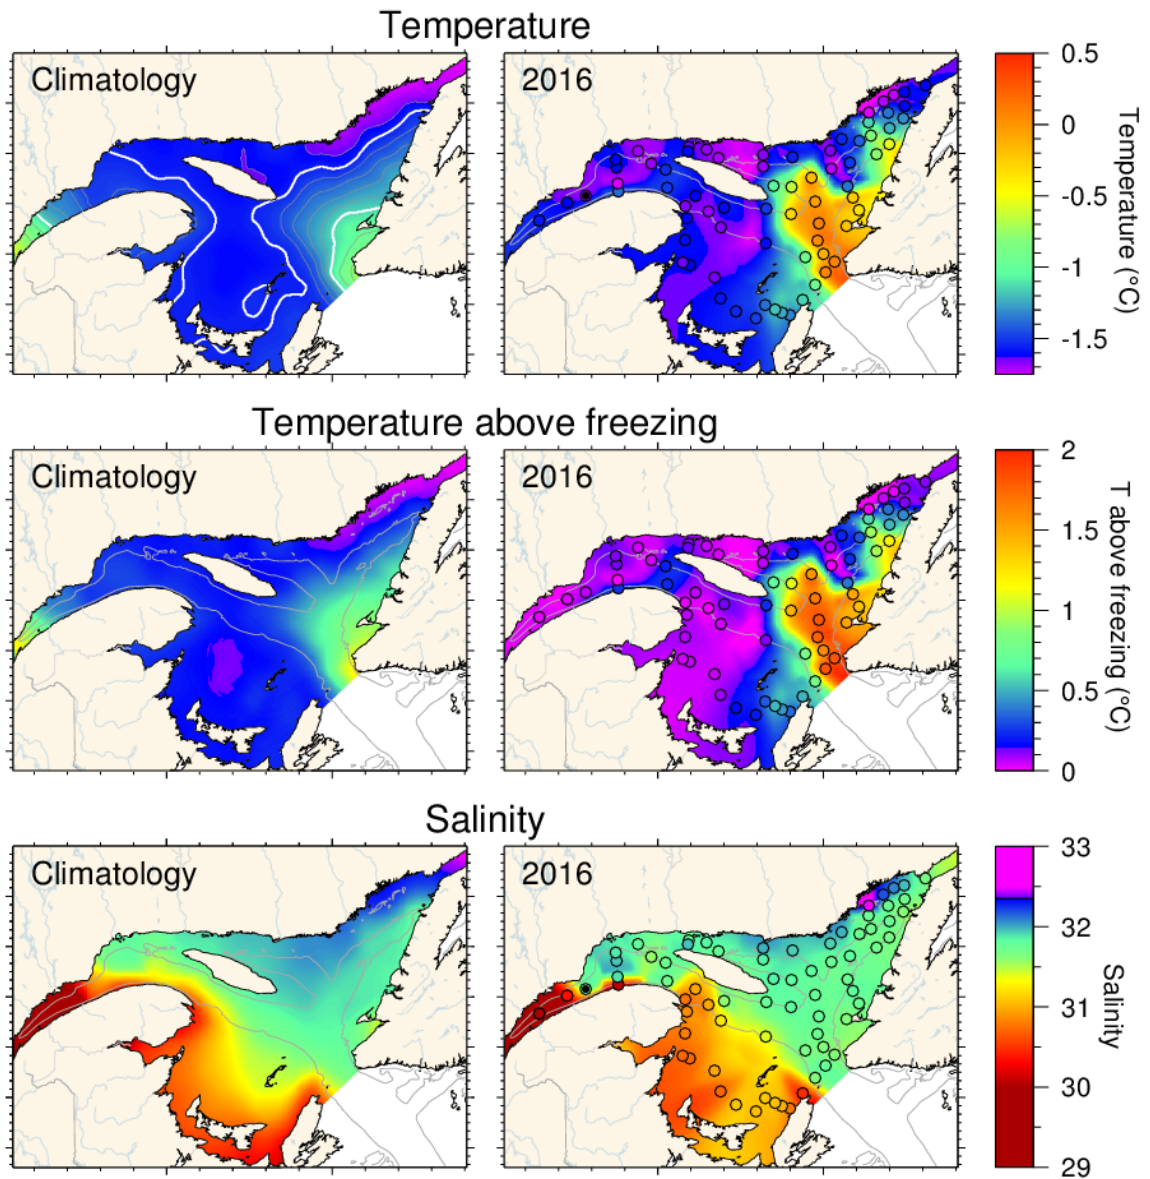 Temperature
Climatology
2016
0.5
0
-0.5
-1
-1.5
Temperature (°C)
Temperature above freezing
Climatology
2016
2
1.5
1
0.5
0
T above freezing (°C)
Salinity
Climatology
2016
33
32
31
30
29
Salinity